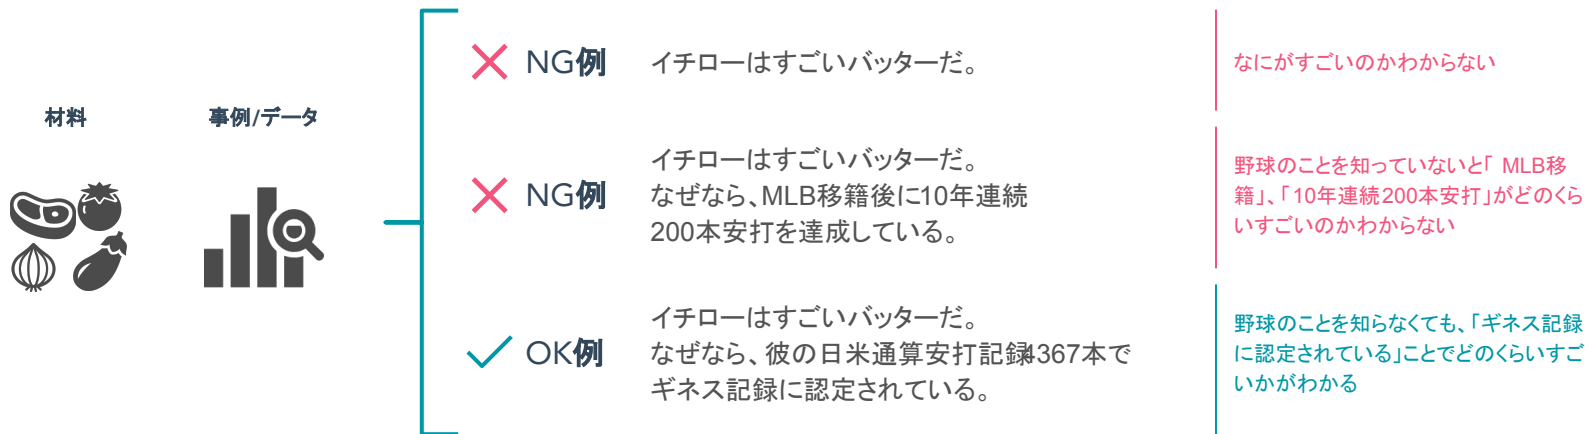 材料
事例/データ
NG例
イチローはすごいバッターだ。
なにがすごいのかわからない
NG例
イチローはすごいバッターだ。
なぜなら、MLB移籍後に10年連続
200本安打を達成している。
野球のことを知っていないと「 MLB移
籍」、「10年連続200本安打」がどのくら
いすごいのかわからない
OK例
イチローはすごいバッターだ。
なぜなら、彼の日米通算安打記録4367本で
ギネス記録に認定されている。
野球のことを知らなくても、「ギネス記録
に認定されている」ことでどのくらいすご
いかがわかる